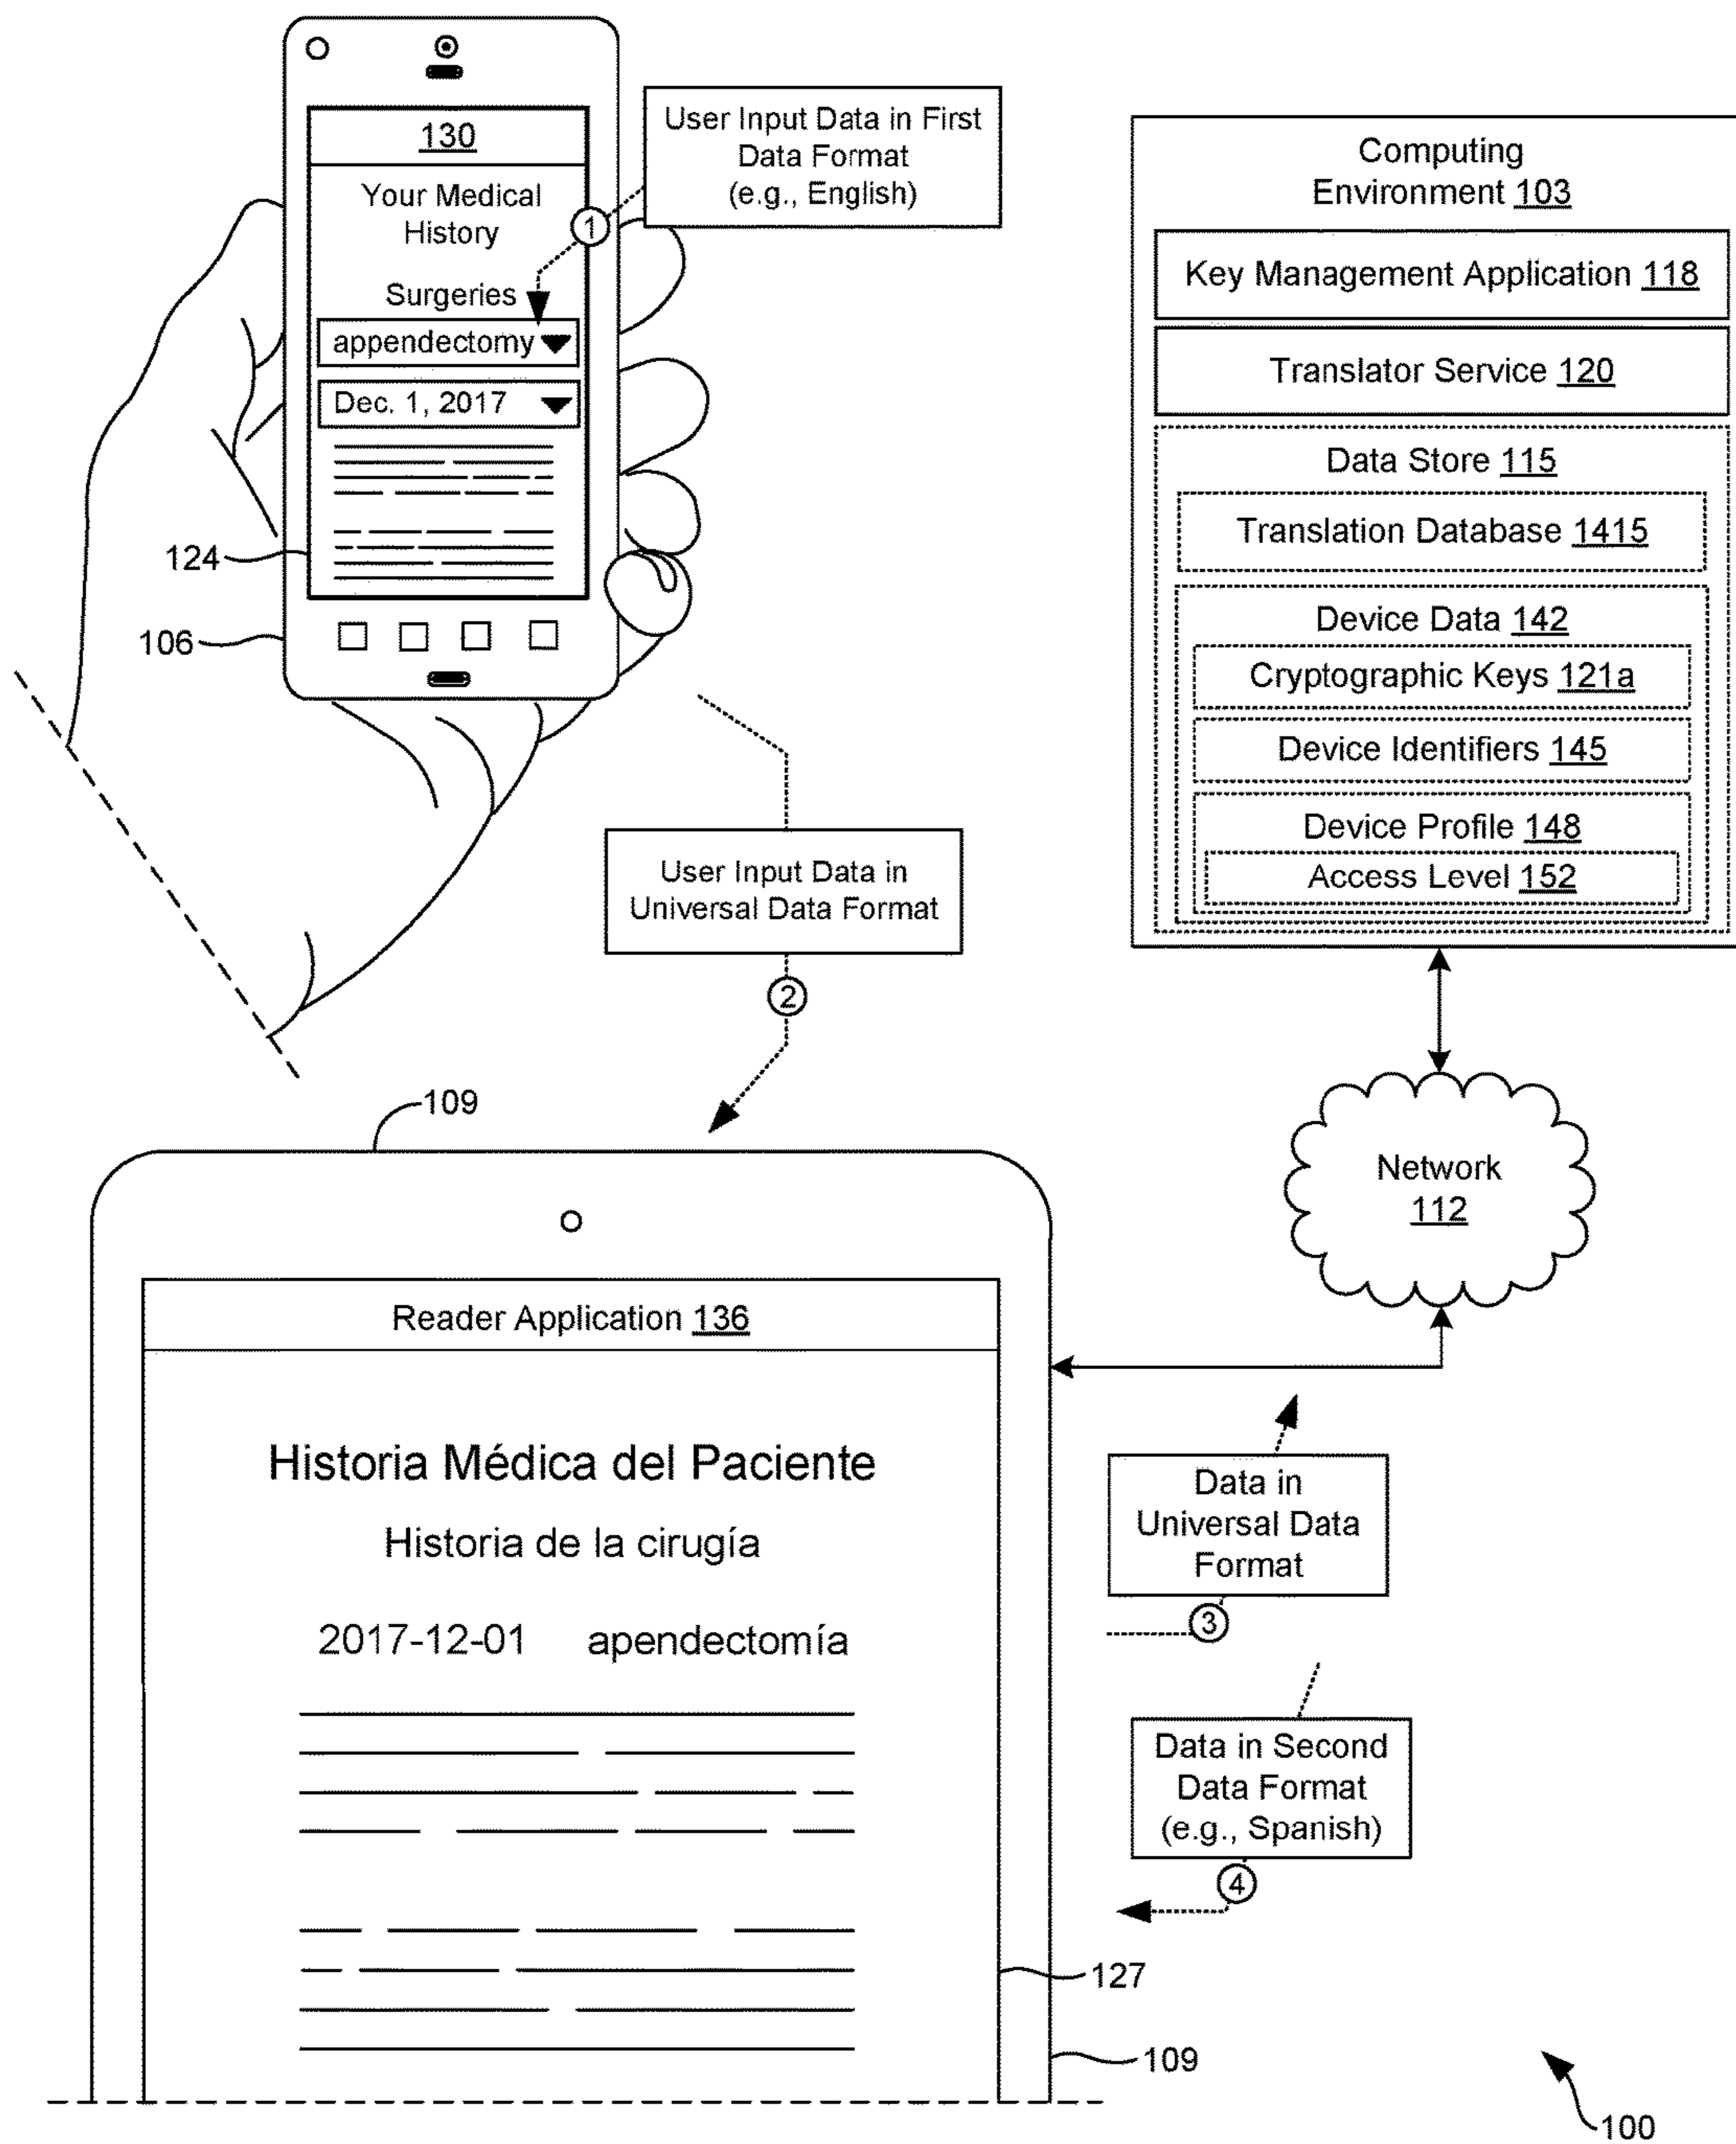 130
Your Medical
History
Surgeries
appendectomy
Dec. 1, 2017
124
106
User Input Data in First
Data Format
(e.g., English)
1
User Input Data in
Universal Data Format
2
Computing
Environment 103
Key Management Application 118
Translator Service 120
Data Store 115
Translation Database 1415
Device Data 142
Cryptographic Keys 121a
Device Identifiers 145
Device Profile 148
Access Level 152
Network
112
109
Reader Application 136
Historia Médica del Paciente
Historia de la cirugía
2017-12-01 apendectomía
Data in
Universal Data
Format
3
Data in Second
Data Format
(e.g., Spanish)
4
127
109
100